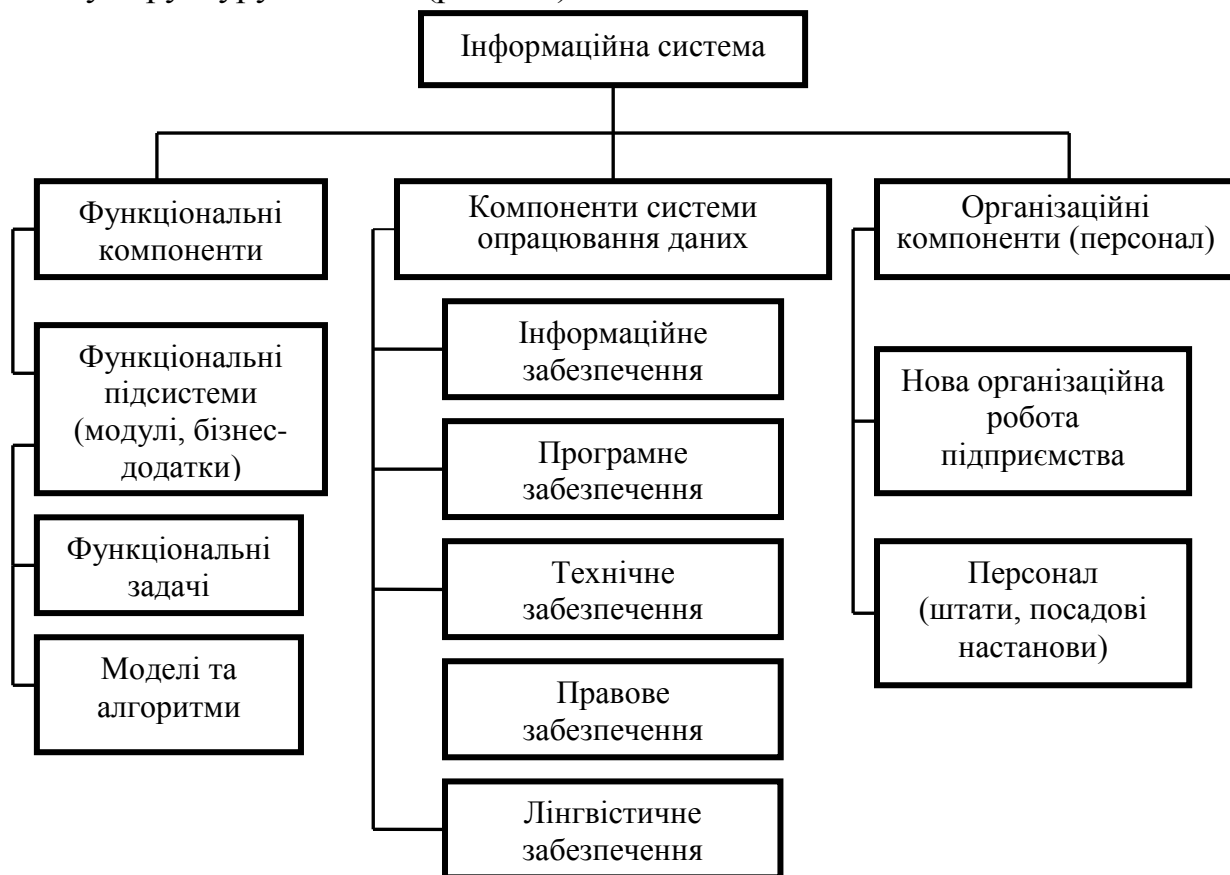 Інформаційна система
Функціональні
компоненти
Функціональні
підсистеми
(модулі, бізнес-
додатки)
Функціональні
задачі
Моделі та
алгоритми
Компоненти системи
опрацювання даних
Інформаційне
забезпечення
Програмне
забезпечення
Технічне
забезпечення
Правове
забезпечення
Лінгвістичне
забезпечення
Організаційні
компоненти (персонал)
Нова організаційна
робота
підприємства
Персонал
(штати, посадові
настанови)